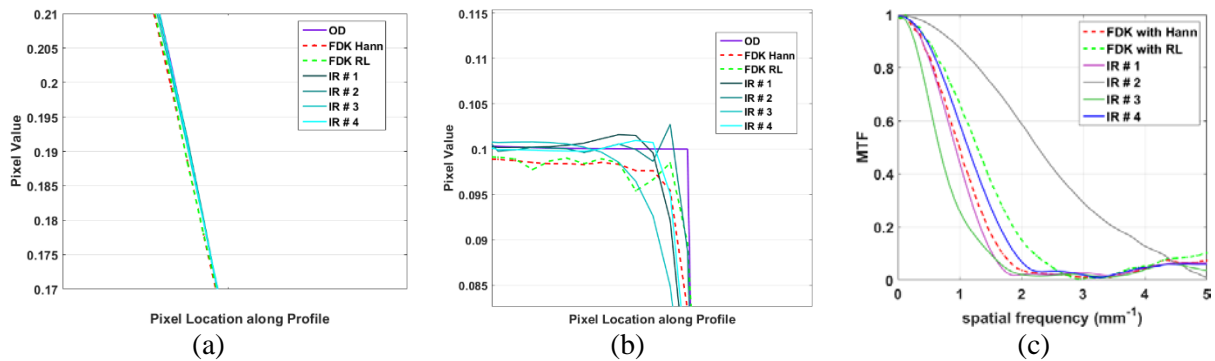 0.21
0.205
0.2
0.195
0.19
0.185
0.18
0.175
0.17
Pixel Value
Pixel Location along Profile
OD
FDK Hann
FDK RL
IR # 1
IR # 2
IR # 3
IR # 4
(a)
0.115
0.11
0.105
0.1
0.095
0.09
0.085
Pixel Value
Pixel Location along Profile
OD
FDK Hann
FDK RL
IR # 1
IR # 2
IR # 3
IR # 4
(b)
1
0.8
0.6
0.4
0.2
0
MTF
0 1 2 3 4 5
spatial frequency (mm⁻¹)
FDK with Hann
FDK with RL
IR # 1
IR # 2
IR # 3
IR # 4
(c)